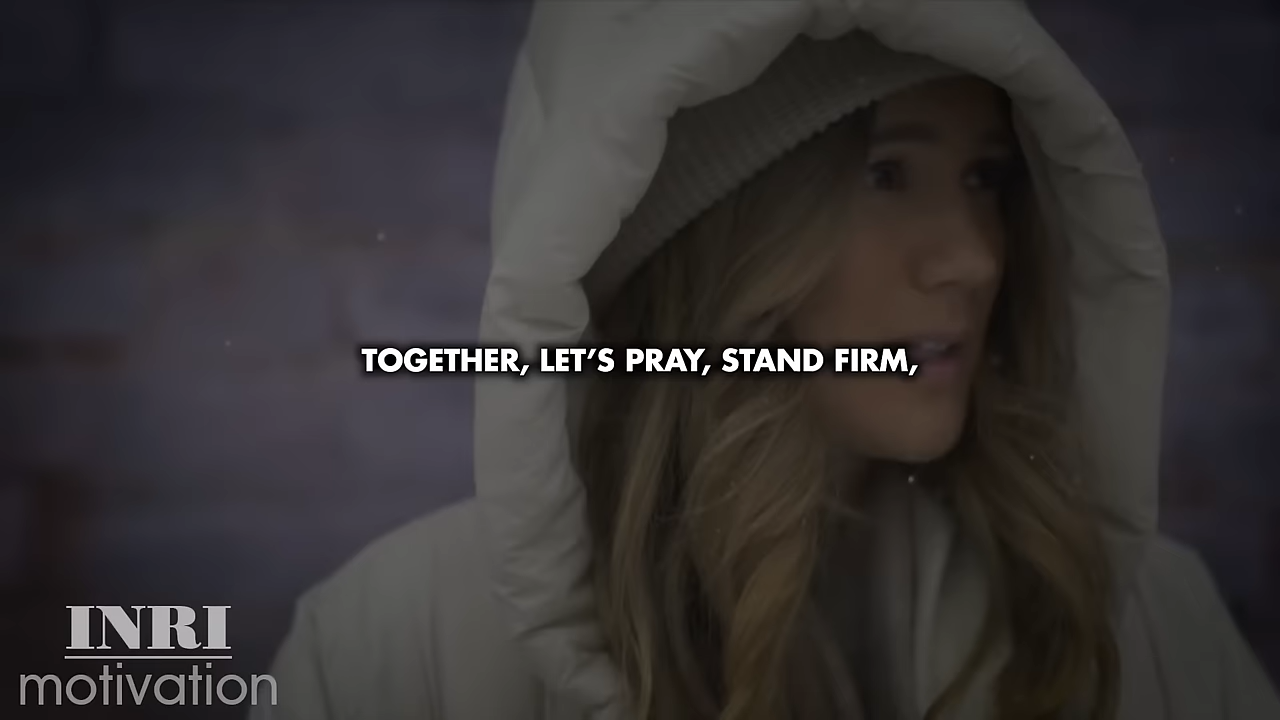 TOGETHER, LET’S PRAY, STAND FIRM,
INRI
motivation